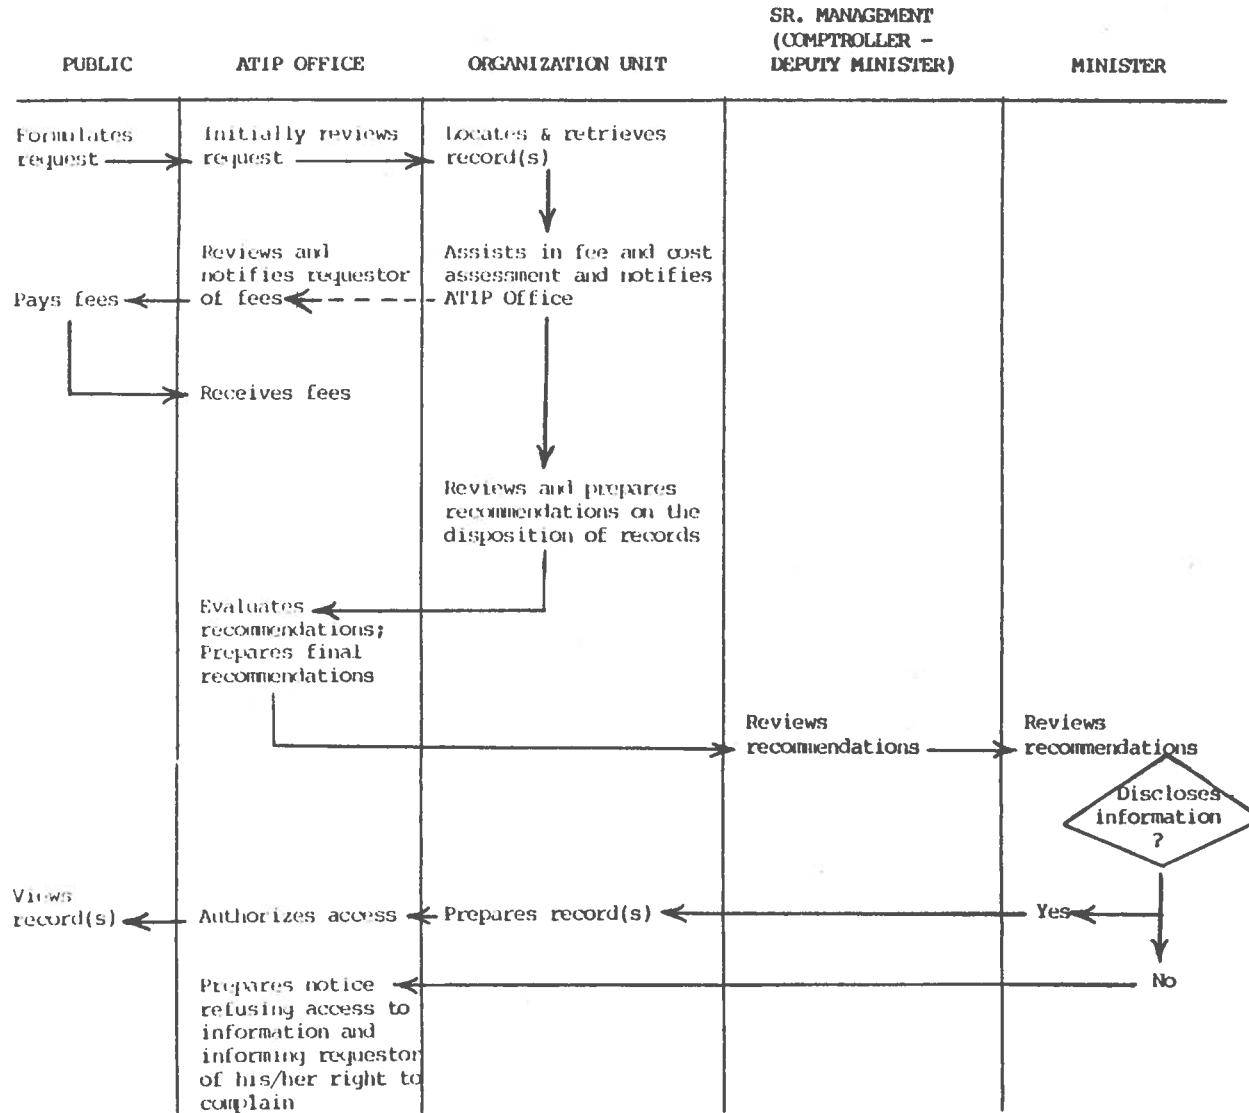 SR. MANAGEMENT
(COMPTROLLER -
PUBLIC ATIP OFFICE ORGANIZATION UNIT DEPUTY MINISTER) MINISTER
Formulates Initially reviews Locates & retrieves
request request record(s)
Reviews and Assists in fee and cost
notifies requestor assessment and notifies
Pays fees of fees ATIP Office
Receives fees
Reviews and prepares
recommendations on the
disposition of records
Evaluates
recommendations;
Prepares final
recommendations
Reviews Reviews
recommendations recommendations
Discloses
information
?
Views
record(s) Authorizes access Prepares record(s) Yes
Prepares notice No
refusing access to
information and
informing requestor
of his/her right to
complain